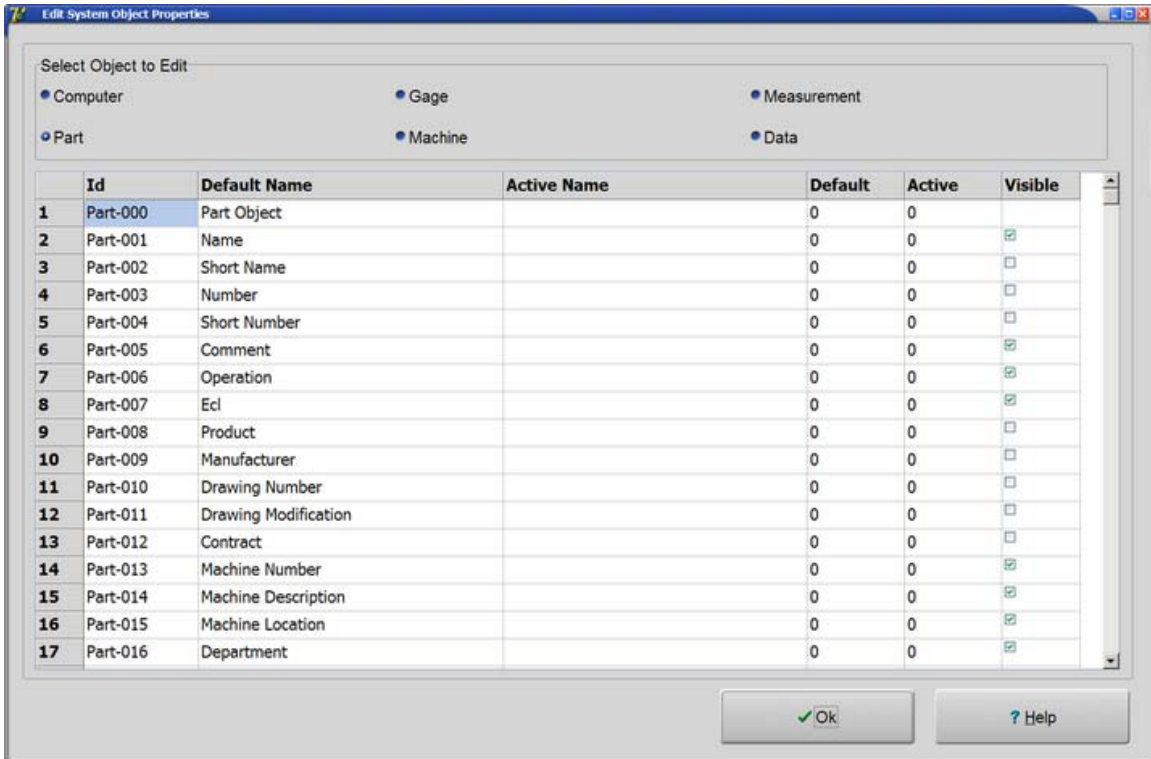 Edit System Object Properties
Select Object to Edit
Computer Gage Measurement
Part Machine Data
Id Default Name Active Name Default Active Visible
1 Part-000 Part Object 0 0
2 Part-001 Name 0 0
3 Part-002 Short Name 0 0
4 Part-003 Number 0 0
5 Part-004 Short Number 0 0
6 Part-005 Comment 0 0
7 Part-006 Operation 0 0
8 Part-007 Ecl 0 0
9 Part-008 Product 0 0
10 Part-009 Manufacturer 0 0
11 Part-010 Drawing Number 0 0
12 Part-011 Drawing Modification 0 0
13 Part-012 Contract 0 0
14 Part-013 Machine Number 0 0
15 Part-014 Machine Description 0 0
16 Part-015 Machine Location 0 0
17 Part-016 Department 0 0
Ok ? Help